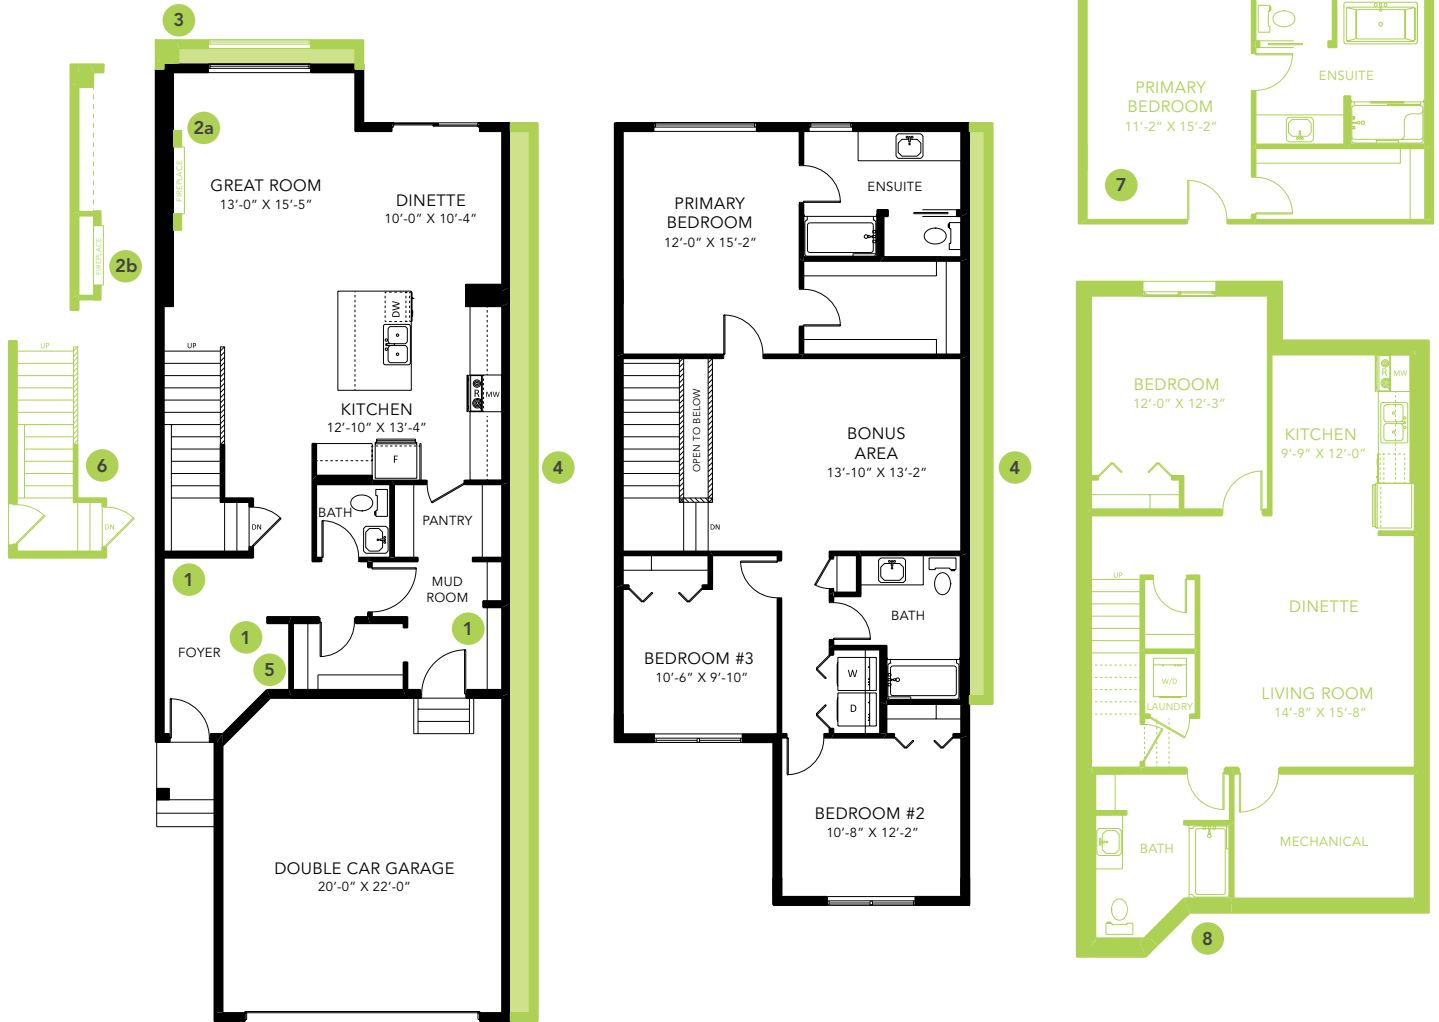 3
2a
FIREPLACE
GREAT ROOM
13'-0" X 15'-5"
DINETTE
10'-0" X 10'-4"
FIREPLACE
2b
DW
UP
UP
R
MW
KITCHEN
12'-10" X 13'-4"
F
6
4
DN
DN
BATH
PANTRY
1
MUD
ROOM
1
1
FOYER
5
DOUBLE CAR GARAGE
20'-0" X 22'-0"
PRIMARY
BEDROOM
12'-0" X 15'-2"
ENSUITE
OPEN TO BELOW
BONUS
AREA
13'-10" X 13'-2"
4
DN
BATH
BEDROOM #3
10'-6" X 9'-10"
W
D
BEDROOM #2
10'-8" X 12'-2"
ENSUITE
PRIMARY
BEDROOM
11'-2" X 15'-2"
7
BEDROOM
12'-0" X 12'-3"
R
MW
KITCHEN
9'-9" X 12'-0"
UP
DINETTE
W/D
LAUNDRY
LIVING ROOM
14'-8" X 15'-8"
BATH
MECHANICAL
8